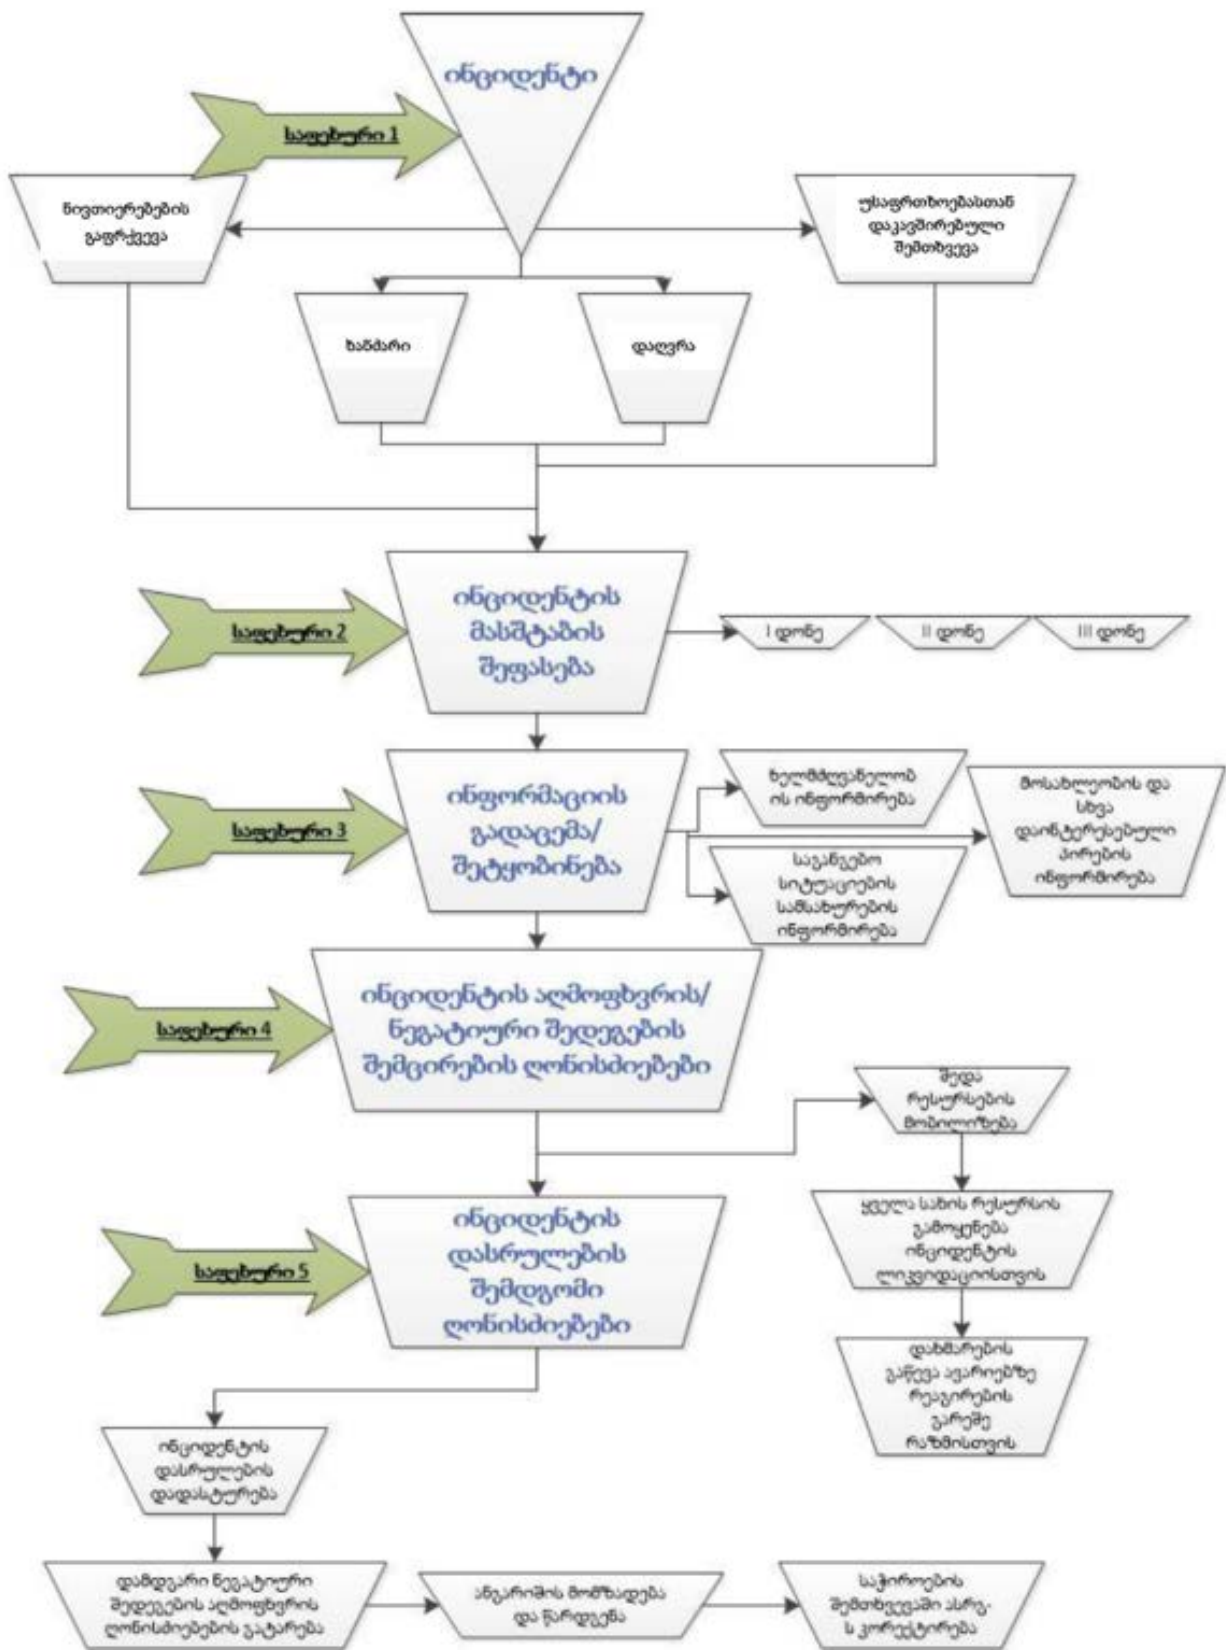 ინციდენტი
საფეხური 1
ნივთიერებების
გაფრქვევა
უსაფრთხოებასთან
დაკავშირებული
შემთხვევა
ხანძარი
დაღვრა
ინციდენტის
მასშტაბის
შეფასება
საფეხური 2
I დონე
II დონე
III დონე
ინფორმაციის
გადაცემა/
შეტყობინება
საფეხური 3
ხელმძღვანელობ
ის ინფორმირება
მოსახლეობის და
სხვა
დაინტერესებული
პირების
ინფორმირება
საგანგებო
სიტუაციების
სამსახურების
ინფორმირება
ინციდენტის აღმოფხვრის/
ნეგატიური შედეგების
შემცირების ღონისძიებები
საფეხური 4
შედა
რესურსების
მობილიზება
ინციდენტის
დასრულების
შემდგომი
ღონისძიებები
საფეხური 5
ყველა სახის რესურსის
გამოყენება
ინციდენტის
ლიკვიდაციისთვის
დახმარების
გაწევა ავარიებზე
რეაგირების
გარეშე
რაზმისთვის
ინციდენტის
დასრულების
დადასტურება
დამდგარი ნეგატიური
შედეგების აღმოფხვრის
ღონისძიებების გატარება
ანგარიშის მომზადება
და წარდგენა
საჭიროების
შემთხვევაში ასრგ-
ს კორექტირება